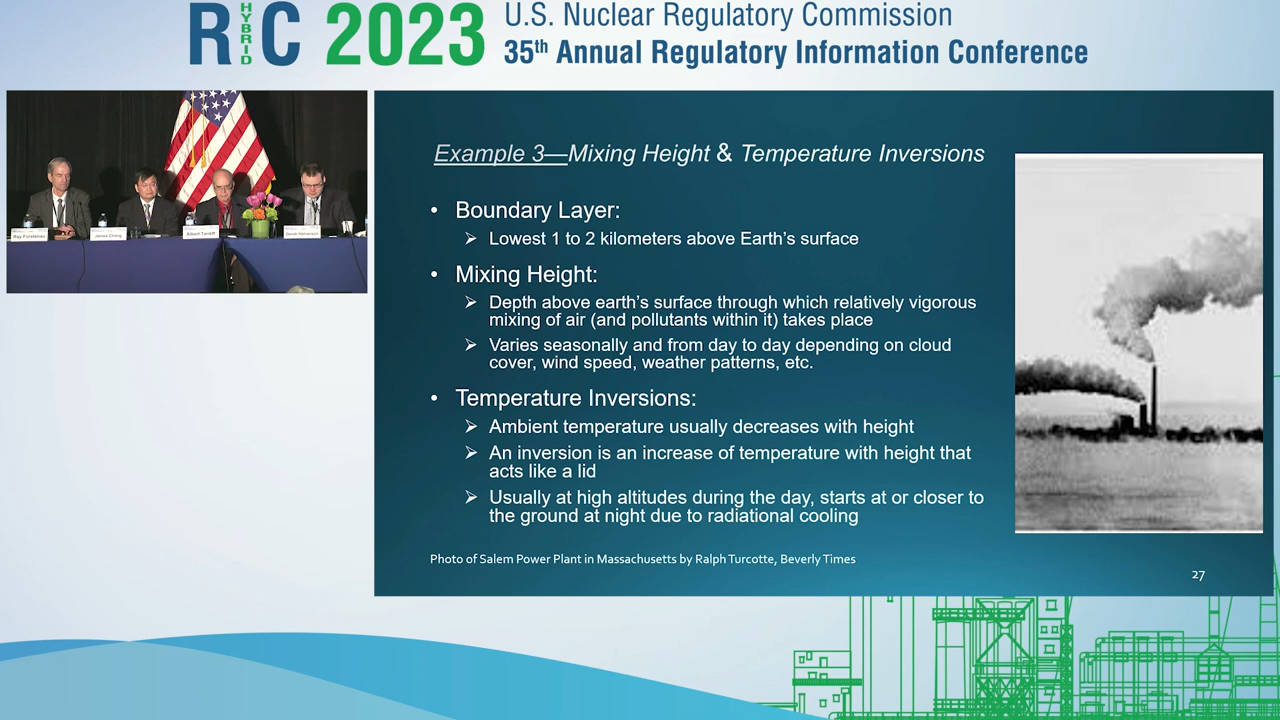 RIC 2023
HYBRID
U.S. Nuclear Regulatory Commission
35th Annual Regulatory Information Conference
Ray Furstenau
James Chang
Derek Halverson
Example 3—Mixing Height & Temperature Inversions
• Boundary Layer:
➢ Lowest 1 to 2 kilometers above Earth's surface
• Mixing Height:
➢ Depth above earth's surface through which relatively vigorous
mixing of air (and pollutants within it) takes place
➢ Varies seasonally and from day to day depending on cloud
cover, wind speed, weather patterns, etc.
• Temperature Inversions:
➢ Ambient temperature usually decreases with height
➢ An inversion is an increase of temperature with height that
acts like a lid
➢ Usually at high altitudes during the day, starts at or closer to
the ground at night due to radiational cooling
Photo of Salem Power Plant in Massachusetts by Ralph Turcotte, Beverly Times
27